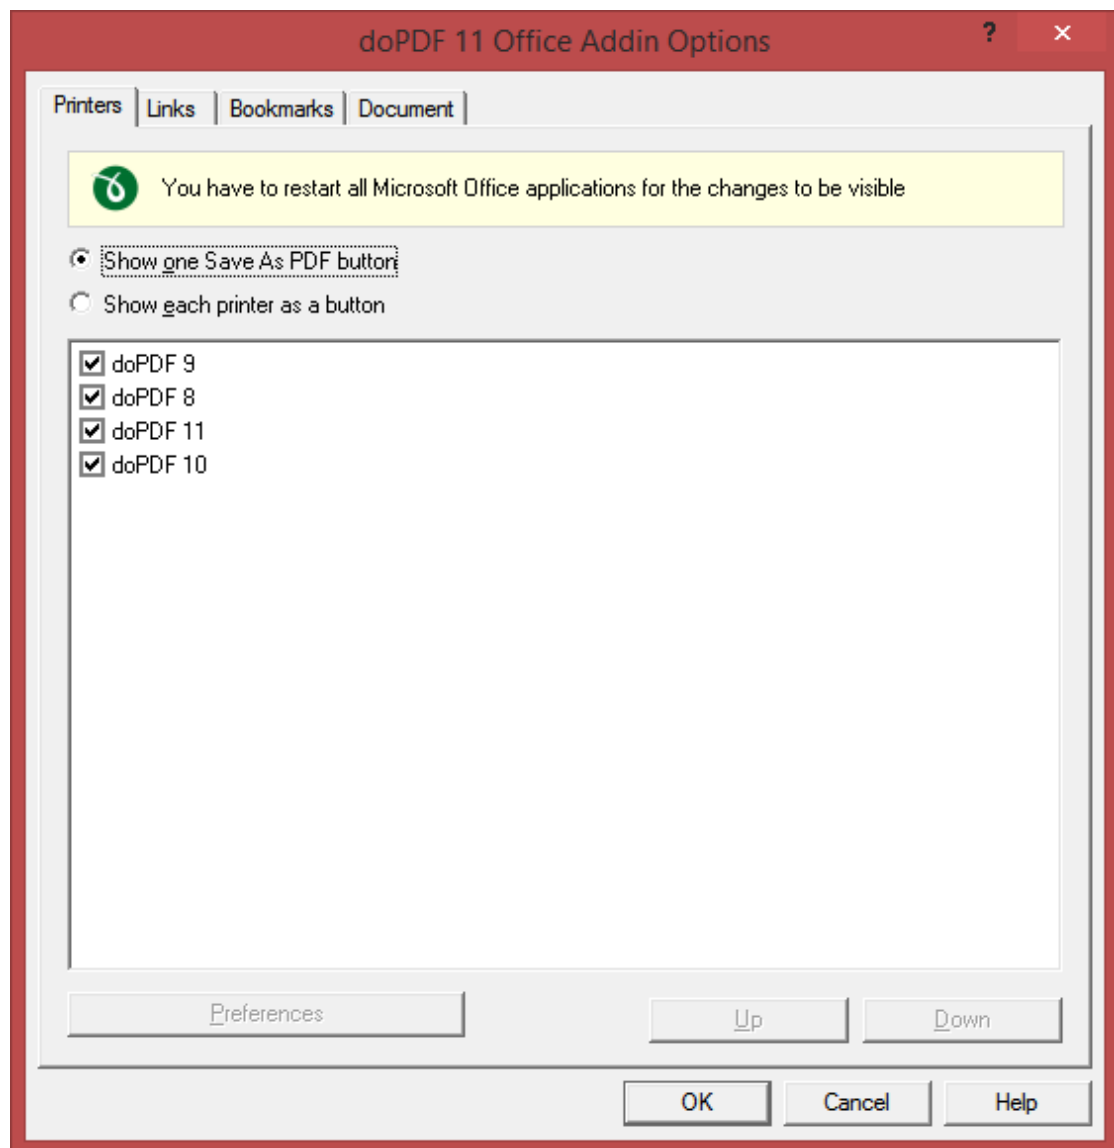 doPDF 11 Office Addin Options
?
Printers
Links
Bookmarks
Document
You have to restart all Microsoft Office applications for the changes to be visible
Show one Save As PDF button
Show each printer as a button
doPDF 9
doPDF 8
doPDF 11
doPDF 10
Preferences
Up
Down
OK
Cancel
Help